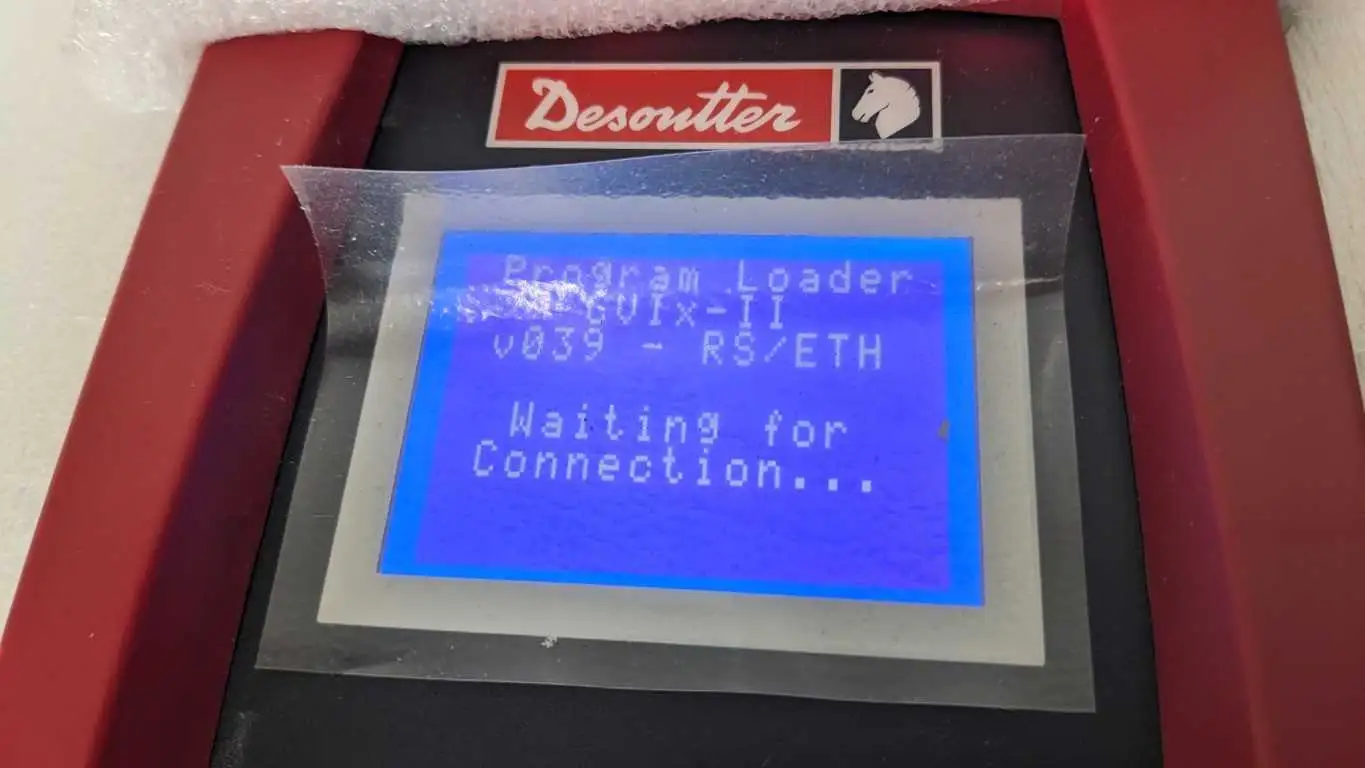 Desoutter
Program Loader
CVIx-II
v039 - RS/ETH
Waiting for
Connection...